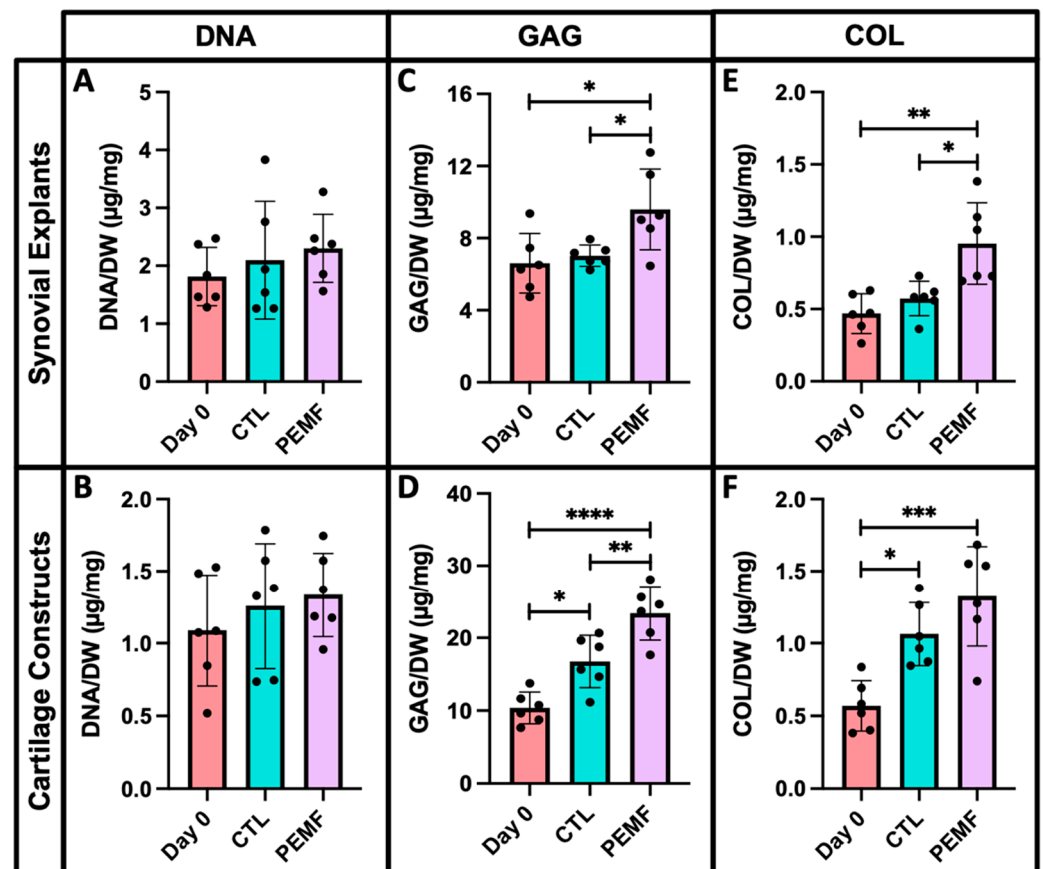 DNA GAG COL
Synovial Explants
A
5
4
3
2
1
0
DNA/DW (µg/mg)
Day 0 CTL PEMF
C
16
12
8
4
0
GAG/DW (µg/mg)
*
*
Day 0 CTL PEMF
E
2.0
1.5
1.0
0.5
0.0
COL/DW (µg/mg)
**
*
Day 0 CTL PEMF
Cartilage Constructs
B
2.0
1.5
1.0
0.5
0.0
DNA/DW (µg/mg)
Day 0 CTL PEMF
D
40
30
20
10
0
GAG/DW (µg/mg)
****
**
*
Day 0 CTL PEMF
F
2.0
1.5
1.0
0.5
0.0
COL/DW (µg/mg)
***
*
Day 0 CTL PEMF